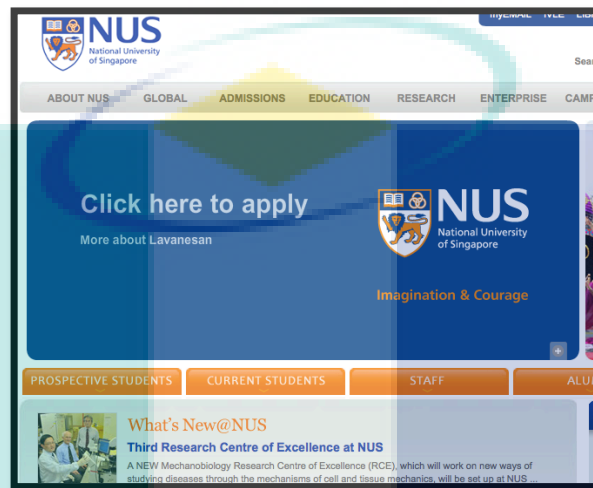 NUS
National University
of Singapore
myEMAIL IVLE
ABOUT NUS GLOBAL ADMISSIONS EDUCATION RESEARCH ENTERPRISE
Click here to apply
More about Lavanesan
NUS
National University
of Singapore
Imagination & Courage
PROSPECTIVE STUDENTS CURRENT STUDENTS STAFF
What's New@NUS
Third Research Centre of Excellence at NUS
A NEW Mechanobiology Research Centre of Excellence (RCE), which will work on new ways of
studying diseases through the mechanisms of cell and tissue mechanics, will be set up at NUS ...